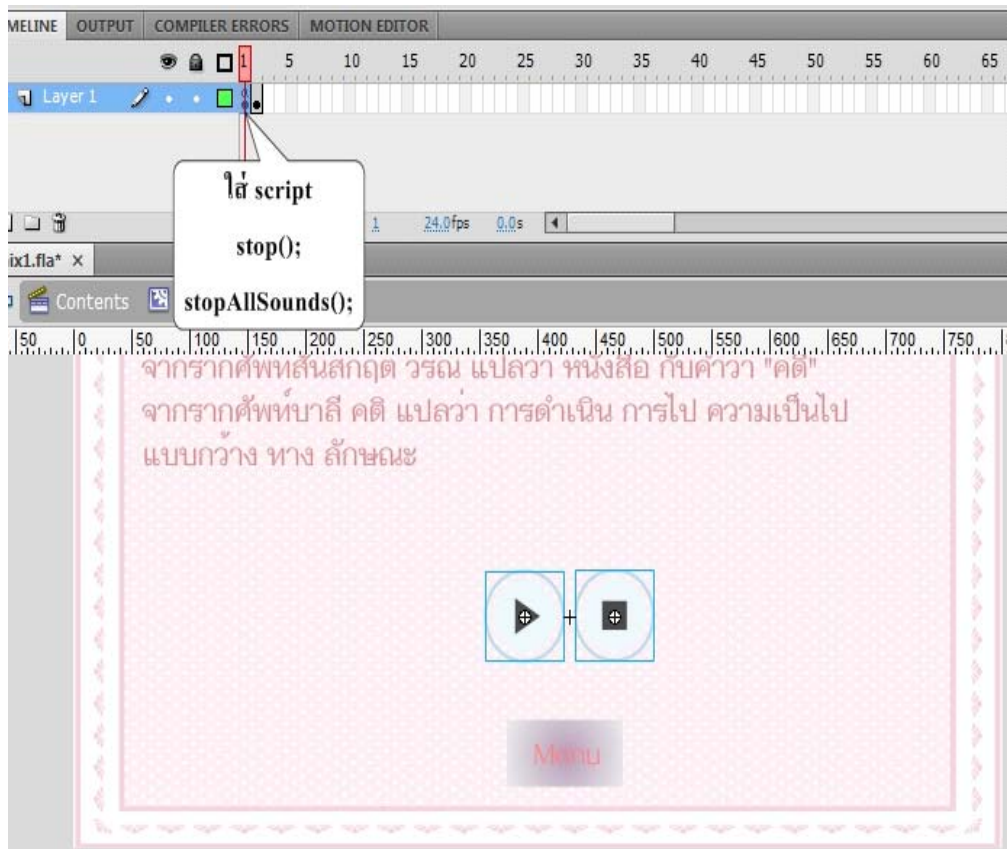 MELINE OUTPUT COMPILER ERRORS MOTION EDITOR
1 5 10 15 20 25 30 35 40 45 50 55 60 65
Layer 1
ใส่ script
stop();
stopAllSounds();
1 24.0fps 0.0s
ix1.fla* ×
Contents
50 0 50 100 150 200 250 300 350 400 450 500 550 600 650 700 750
จากรากศัพท์สันสกฤต วรณ แปลว่า หนังสือ กับคำว่า "คดี"
จากรากศัพท์บาลี คติ แปลว่า การดำเนิน การไป ความเป็นไป
แบบกว้าง ทาง ลักษณะ
Menu